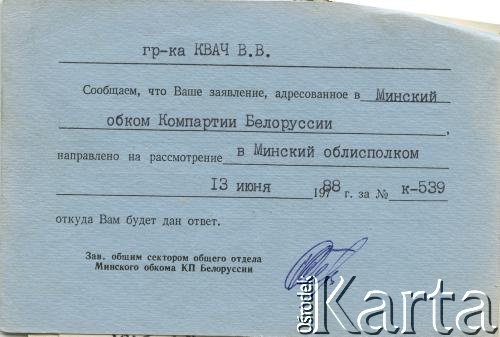 гр-ка КВАЧ В.В.
Сообщаем, что Ваше заявление, адресованное в Минский
обком Компартии Белоруссии,
направлено на рассмотрение в Минский облисполком
13 июня 1988 г. за № к-539
откуда Вам будет дан ответ.
Зав. общим сектором общего отдела
Минского обкома КП Белоруссии
Ośrodek
Karta